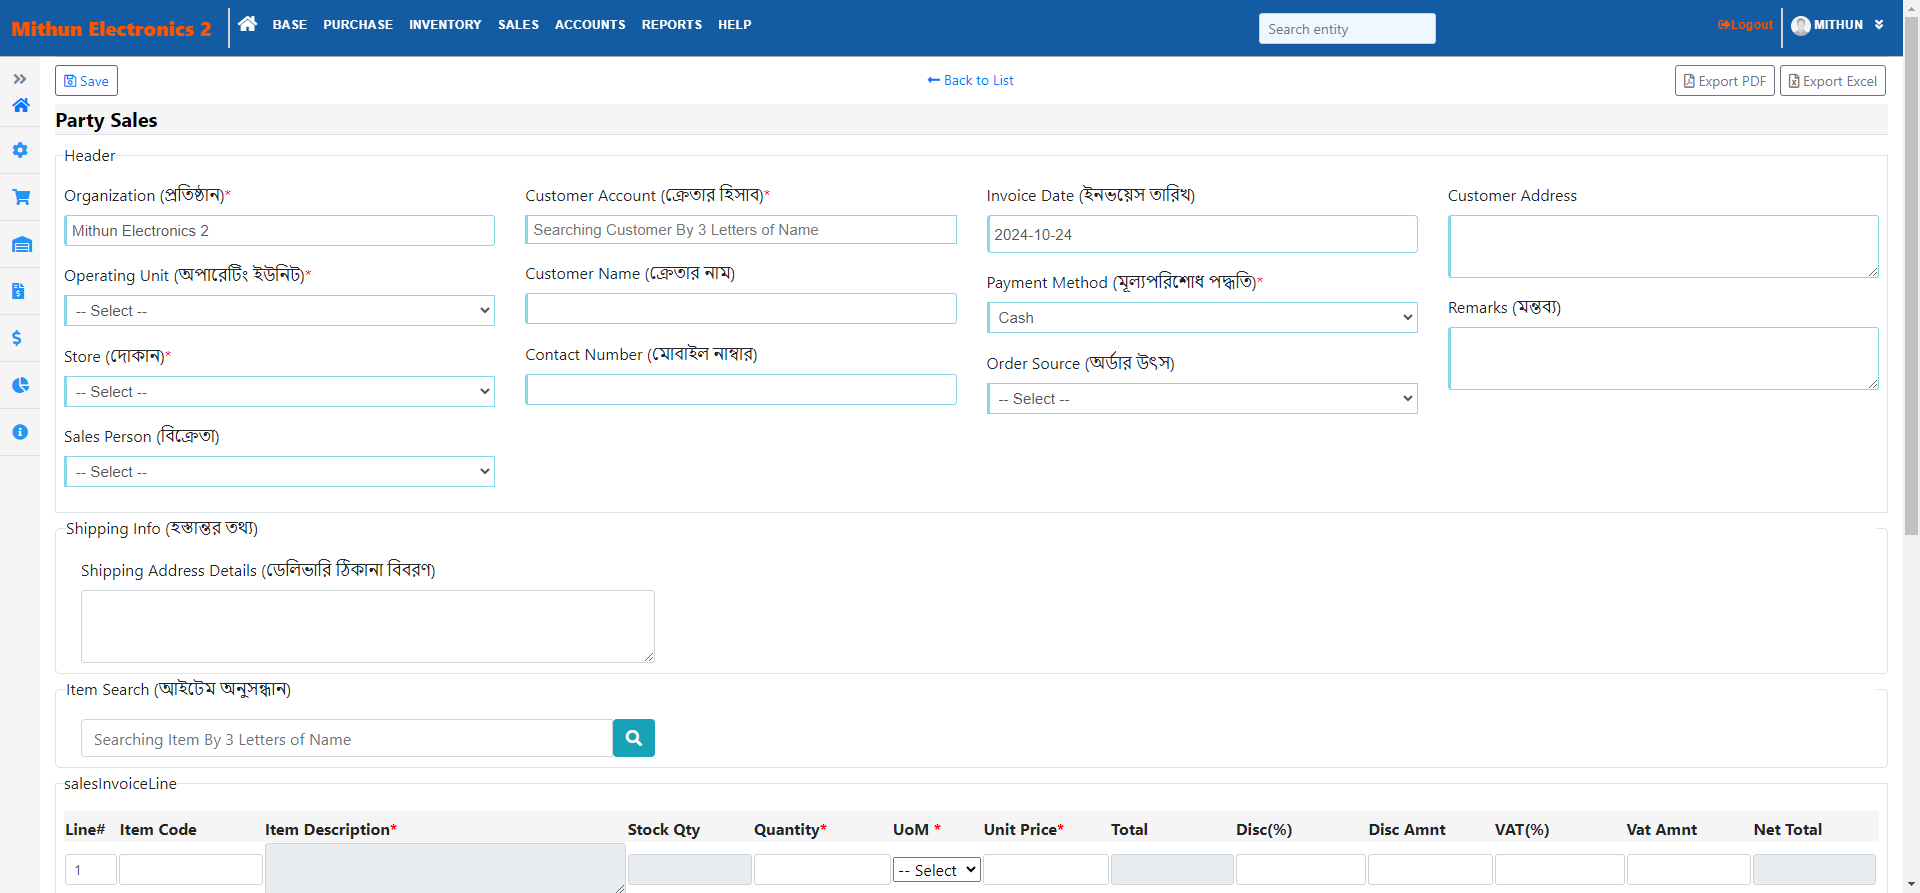 Mithun Electronics 2 BASE PURCHASE INVENTORY SALES ACCOUNTS REPORTS HELP Search entity Logout MITHUN
Save Back to List Export PDF Export Excel
Party Sales
Header
Organization (প্রতিষ্ঠান)*
Mithun Electronics 2
Operating Unit (অপারেটিং ইউনিট)*
-- Select --
Store (দোকান)*
-- Select --
Sales Person (বিক্রেতা)
-- Select --
Customer Account (ক্রেতার হিসাব)*
Searching Customer By 3 Letters of Name
Customer Name (ক্রেতার নাম)
Contact Number (মোবাইল নাম্বার)
Invoice Date (ইনভয়েস তারিখ)
2024-10-24
Payment Method (মূল্যপরিশোধ পদ্ধতি)*
Cash
Order Source (অর্ডার উৎস)
-- Select --
Customer Address
Remarks (মন্তব্য)
Shipping Info (হস্তান্তর তথ্য)
Shipping Address Details (ডেলিভারি ঠিকানা বিবরণ)
Item Search (আইটেম অনুসন্ধান)
Searching Item By 3 Letters of Name
salesInvoiceLine
Line# Item Code Item Description* Stock Qty Quantity* UoM * Unit Price* Total Disc(%) Disc Amnt VAT(%) Vat Amnt Net Total
1 -- Select